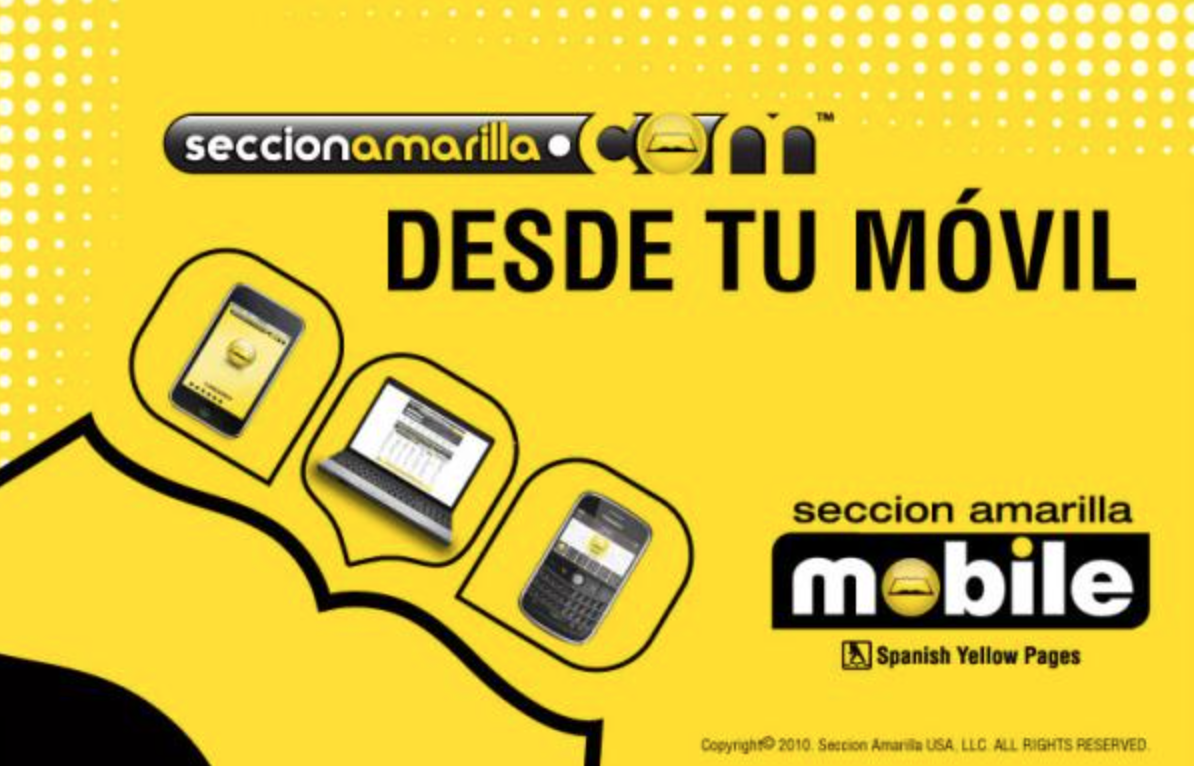 seccionamarilla.com™
DESDE TU MÓVIL
seccion amarilla
mobile
Spanish Yellow Pages
Copyright© 2010. Seccion Amarilla USA, LLC. ALL RIGHTS RESERVED.